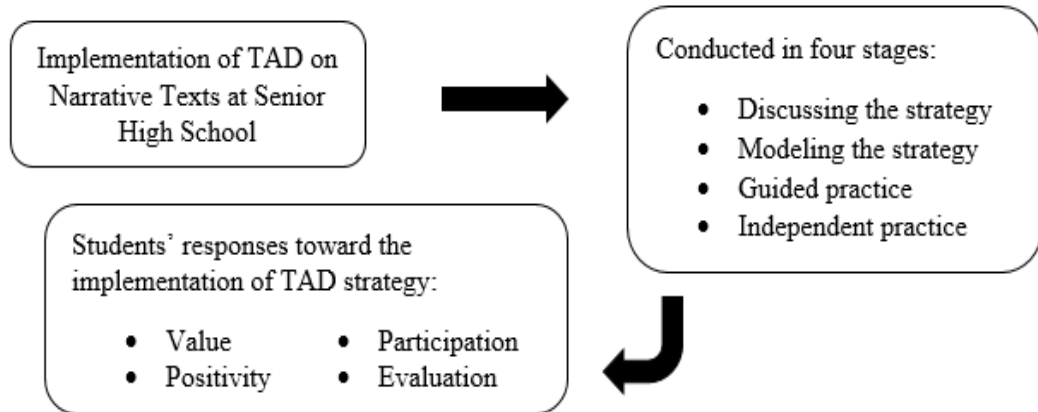 Implementation of TAD on
Narrative Texts at Senior
High School
Conducted in four stages:
• Discussing the strategy
• Modeling the strategy
• Guided practice
• Independent practice
Students’ responses toward the
implementation of TAD strategy:
• Value • Participation
• Positivity • Evaluation